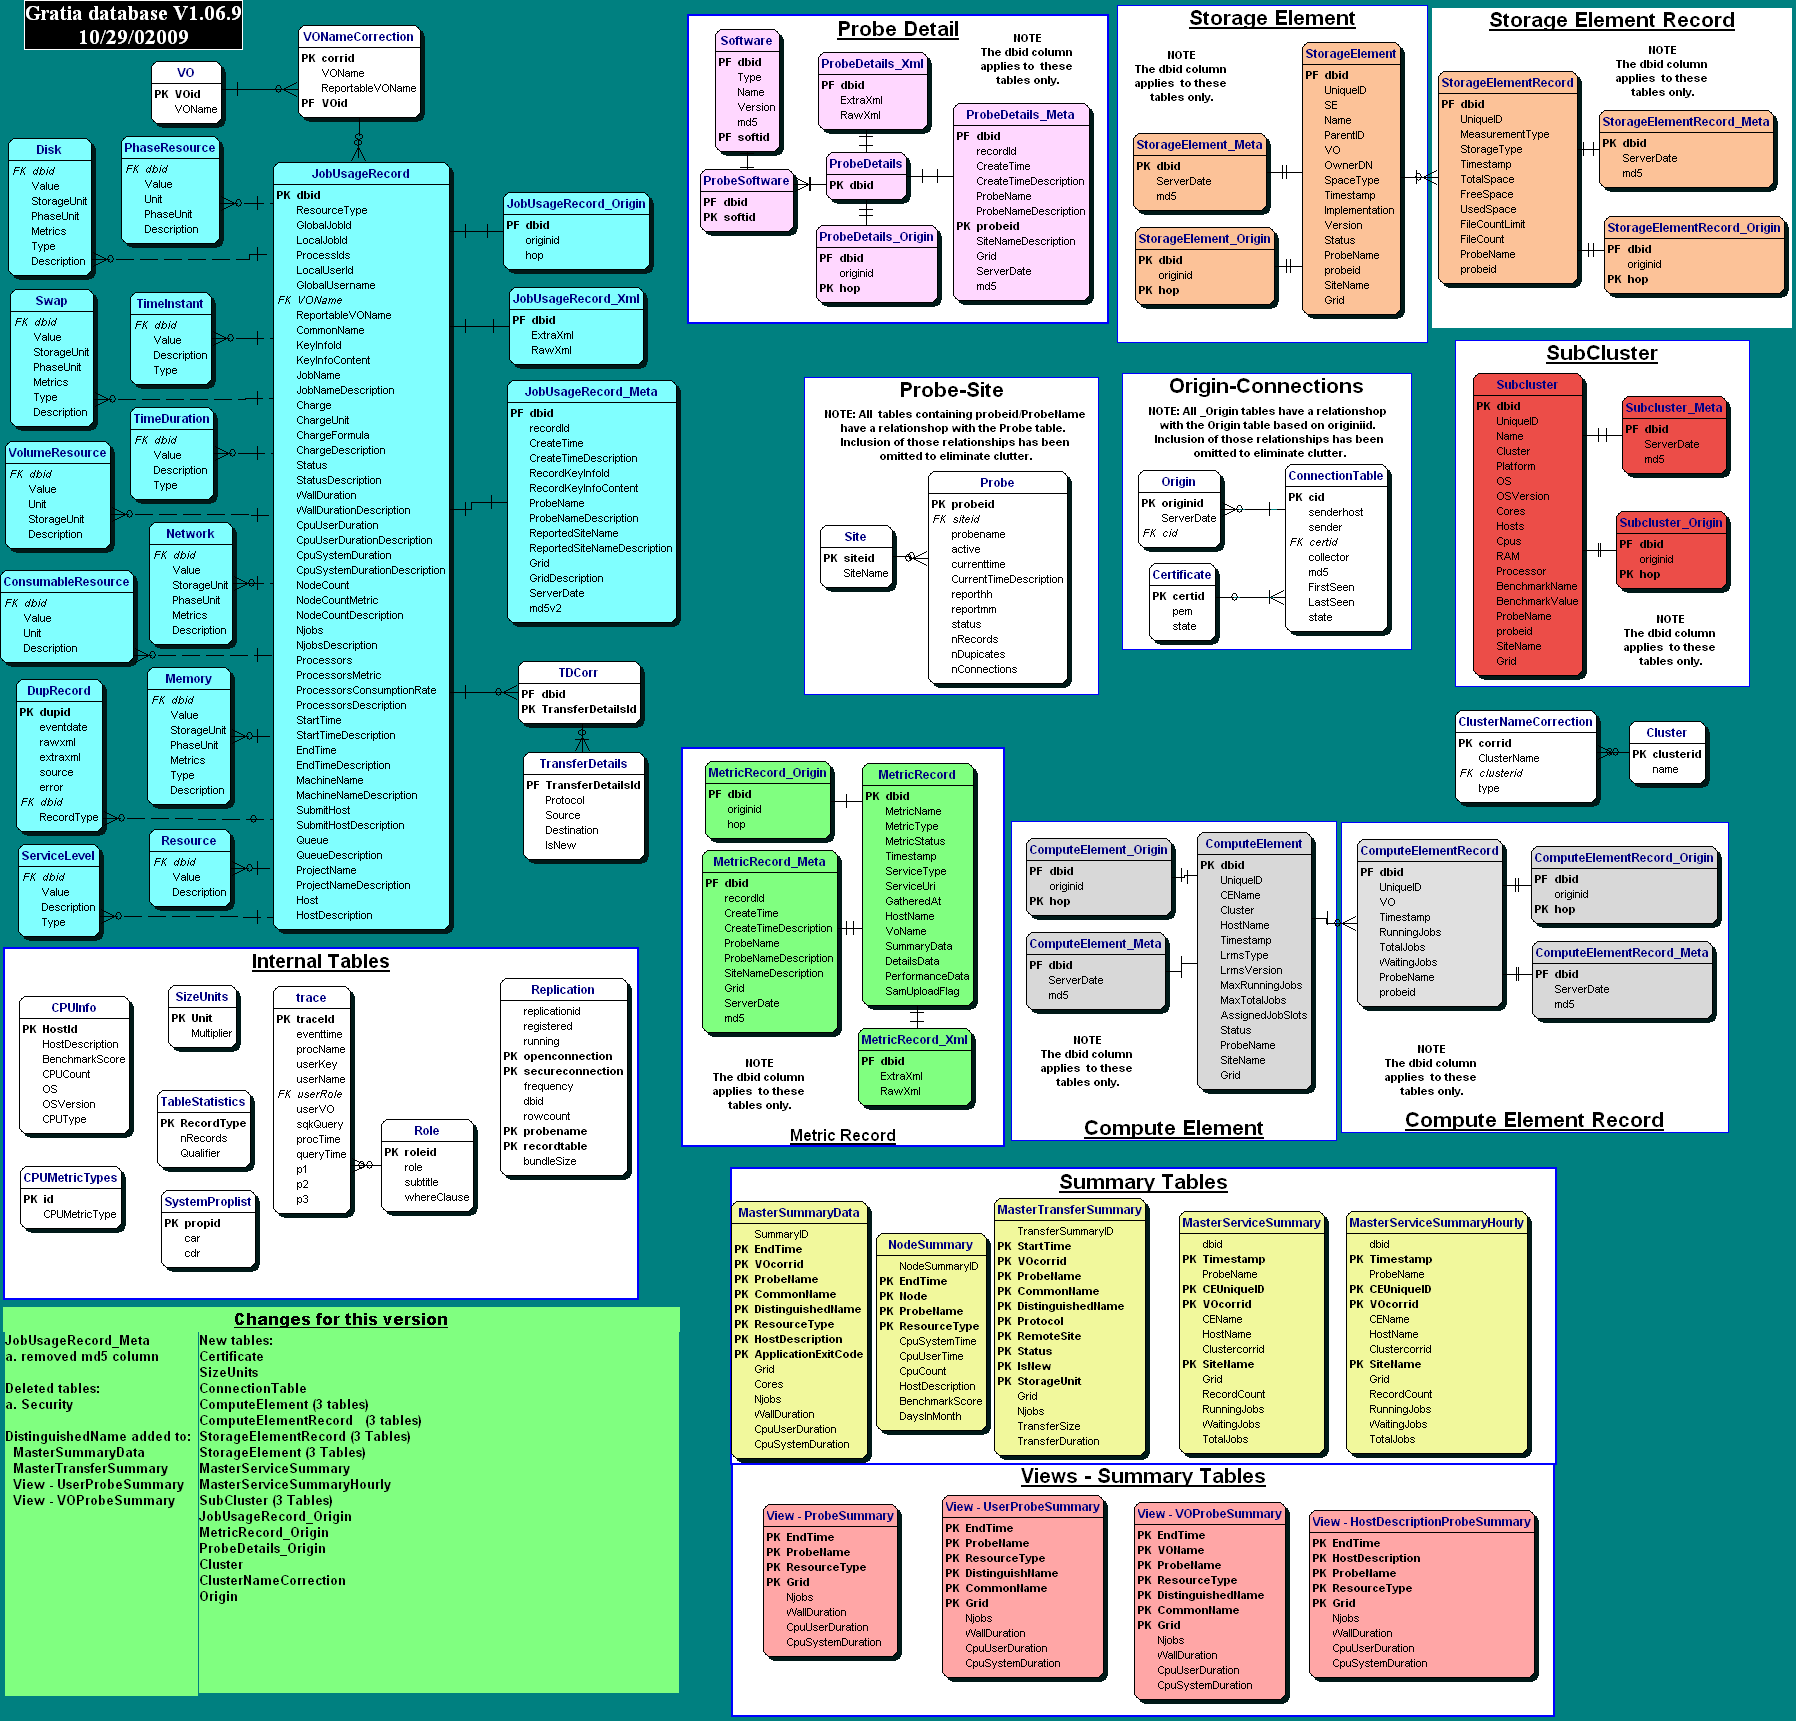 Gratia database V1.06.9
10/29/02009
VO
PK VOid
VOName
VONameCorrection
PK corrid
VOName
ReportableVOName
PF VOid
Disk
FK dbid
Value
StorageUnit
PhaseUnit
Metrics
Type
Description
PhaseResource
FK dbid
Value
Unit
PhaseUnit
Description
Swap
FK dbid
Value
StorageUnit
PhaseUnit
Metrics
Type
Description
TimeInstant
FK dbid
Value
Description
Type
TimeDuration
FK dbid
Value
Description
Type
VolumeResource
FK dbid
Value
Unit
StorageUnit
Description
Network
FK dbid
Value
StorageUnit
PhaseUnit
Metrics
Description
ConsumableResource
FK dbid
Value
Unit
Description
Memory
FK dbid
Value
StorageUnit
PhaseUnit
Metrics
Type
Description
DupRecord
PK dupid
eventdate
rawxml
extraxml
source
error
FK dbid
RecordType
Resource
FK dbid
Value
Description
ServiceLevel
FK dbid
Value
Description
Type
JobUsageRecord
PK dbid
ResourceType
GlobalJobId
LocalJobId
ProcessIds
LocalUserId
GlobalUsername
FK VOName
ReportableVOName
CommonName
KeyInfoId
KeyInfoContent
JobName
JobNameDescription
Charge
ChargeUnit
ChargeFormula
ChargeDescription
Status
StatusDescription
WallDuration
WallDurationDescription
CpuUserDuration
CpuUserDurationDescription
CpuSystemDuration
CpuSystemDurationDescription
NodeCount
NodeCountMetric
NodeCountDescription
Njobs
NjobsDescription
Processors
ProcessorsMetric
ProcessorsConsumptionRate
ProcessorsDescription
StartTime
StartTimeDescription
EndTime
EndTimeDescription
MachineName
MachineNameDescription
SubmitHost
SubmitHostDescription
Queue
QueueDescription
ProjectName
ProjectNameDescription
Host
HostDescription
JobUsageRecord_Origin
PF dbid
originid
hop
JobUsageRecord_Xml
PF dbid
ExtraXml
RawXml
JobUsageRecord_Meta
PF dbid
recordId
CreateTime
CreateTimeDescription
RecordKeyInfoId
RecordKeyInfoContent
ProbeName
ProbeNameDescription
ReportedSiteName
ReportedSiteNameDescription
Grid
GridDescription
ServerDate
md5v2
TDCorr
PF dbid
PK TransferDetailsId
TransferDetails
PF TransferDetailsId
Protocol
Source
Destination
IsNew
Probe Detail
NOTE
The dbid column
applies to these
tables only.
Software
PF dbid
Type
Name
Version
md5
PF softid
ProbeDetails_Xml
PF dbid
ExtraXml
RawXml
ProbeSoftware
PF dbid
PK softid
ProbeDetails
PK dbid
ProbeDetails_Origin
PF dbid
originid
PK hop
ProbeDetails_Meta
PF dbid
recordId
CreateTime
CreateTimeDescription
ProbeName
ProbeNameDescription
PK probeid
SiteNameDescription
Grid
ServerDate
md5
Storage Element
NOTE
The dbid column
applies to these
tables only.
StorageElement_Meta
PK dbid
ServerDate
md5
StorageElement_Origin
PK dbid
originid
PK hop
StorageElement
PF dbid
UniqueID
SE
Name
ParentID
VO
OwnerDN
SpaceType
Timestamp
Implementation
Version
Status
ProbeName
probeid
SiteName
Grid
Storage Element Record
NOTE
The dbid column
applies to these
tables only.
StorageElementRecord
PF dbid
UniqueID
MeasurementType
StorageType
Timestamp
TotalSpace
FreeSpace
UsedSpace
FileCountLimit
FileCount
ProbeName
probeid
StorageElementRecord_Meta
PK dbid
ServerDate
md5
StorageElementRecord_Origin
PF dbid
originid
PK hop
Probe-Site
NOTE: All tables containing probeid/ProbeName
have a relationshop with the Probe table.
Inclusion of those relationships has been
omitted to eliminate clutter.
Site
PK siteid
SiteName
Probe
PK probeid
FK siteid
probename
active
currenttime
CurrentTimeDescription
reporthh
reportmm
status
nRecords
nDupicates
nConnections
Origin-Connections
NOTE: All _Origin tables have a relationshop
with the Origin table based on originiid.
Inclusion of those relationships has been
omitted to eliminate clutter.
Origin
PK originid
ServerDate
FK cid
Certificate
PK certid
pem
state
ConnectionTable
PK cid
senderhost
sender
FK certid
collector
md5
FirstSeen
LastSeen
state
SubCluster
Subcluster
PK dbid
UniqueID
Name
Cluster
Platform
OS
OSVersion
Cores
Hosts
Cpus
RAM
Processor
BenchmarkName
BenchmarkValue
ProbeName
probeid
SiteName
Grid
Subcluster_Meta
PF dbid
ServerDate
md5
Subcluster_Origin
PF dbid
originid
PK hop
NOTE
The dbid column
applies to these
tables only.
ClusterNameCorrection
PK corrid
ClusterName
FK clusterid
type
Cluster
PK clusterid
name
MetricRecord_Origin
PF dbid
originid
hop
MetricRecord_Meta
PF dbid
recordId
CreateTime
CreateTimeDescription
ProbeName
ProbeNameDescription
SiteNameDescription
Grid
ServerDate
md5
MetricRecord
PK dbid
MetricName
MetricType
MetricStatus
Timestamp
ServiceType
ServiceUri
GatheredAt
HostName
VoName
SummaryData
DetailsData
PerformanceData
SamUploadFlag
MetricRecord_Xml
PF dbid
ExtraXml
RawXml
NOTE
The dbid column
applies to these
tables only.
Metric Record
ComputeElement_Origin
PF dbid
originid
PK hop
ComputeElement_Meta
PF dbid
ServerDate
md5
ComputeElement
PK dbid
UniqueID
CEName
Cluster
HostName
Timestamp
LrmsType
LrmsVersion
MaxRunningJobs
MaxTotalJobs
AssignedJobSlots
Status
ProbeName
SiteName
Grid
NOTE
The dbid column
applies to these
tables only.
Compute Element
ComputeElementRecord
PF dbid
UniqueID
VO
Timestamp
RunningJobs
TotalJobs
WaitingJobs
ProbeName
probeid
ComputeElementRecord_Origin
PF dbid
originid
PK hop
ComputeElementRecord_Meta
PF dbid
ServerDate
md5
NOTE
The dbid column
applies to these
tables only.
Compute Element Record
Internal Tables
CPUInfo
PK HostId
HostDescription
BenchmarkScore
CPUCount
OS
OSVersion
CPUType
CPUMetricTypes
PK id
CPUMetricType
SizeUnits
PK Unit
Multiplier
TableStatistics
PK RecordType
nRecords
Qualifier
SystemProplist
PK propid
car
cdr
trace
PK traceId
eventtime
procName
userKey
userName
FK userRole
userVO
sqkQuery
procTime
queryTime
p1
p2
p3
Role
PK roleid
role
subtitle
whereClause
Replication
replicationid
registered
running
PK openconnection
PK secureconnection
frequency
dbid
rowcount
PK probename
PK recordtable
bundleSize
Changes for this version
JobUsageRecord_Meta
a. removed md5 column
Deleted tables:
a. Security
DistinguishedName added to:
MasterSummaryData
MasterTransferSummary
View - UserProbeSummary
View - VOProbeSummary
New tables:
Certificate
SizeUnits
ConnectionTable
ComputeElement (3 tables)
ComputeElementRecord (3 tables)
StorageElementRecord (3 Tables)
StorageElement (3 Tables)
MasterServiceSummary
MasterServiceSummaryHourly
SubCluster (3 Tables)
JobUsageRecord_Origin
MetricRecord_Origin
ProbeDetails_Origin
Cluster
ClusterNameCorrection
Origin
Summary Tables
MasterSummaryData
SummaryID
PK EndTime
PK VOcorrid
PK ProbeName
PK CommonName
PK DistinguishedName
PK ResourceType
PK HostDescription
PK ApplicationExitCode
Grid
Cores
Njobs
WallDuration
CpuUserDuration
CpuSystemDuration
NodeSummary
NodeSummaryID
PK EndTime
PK Node
PK ProbeName
PK ResourceType
CpuSystemTime
CpuUserTime
CpuCount
HostDescription
BenchmarkScore
DaysInMonth
MasterTransferSummary
TransferSummaryID
PK StartTime
PK VOcorrid
PK ProbeName
PK CommonName
PK DistinguishedName
PK Protocol
PK RemoteSite
PK Status
PK IsNew
PK StorageUnit
Grid
Njobs
TransferSize
TransferDuration
MasterServiceSummary
dbid
PK Timestamp
ProbeName
PK CEUniqueID
PK VOcorrid
CEName
HostName
Clustercorrid
PK SiteName
Grid
RecordCount
RunningJobs
WaitingJobs
TotalJobs
MasterServiceSummaryHourly
dbid
PK Timestamp
ProbeName
PK CEUniqueID
PK VOcorrid
CEName
HostName
Clustercorrid
PK SiteName
Grid
RecordCount
RunningJobs
WaitingJobs
TotalJobs
Views - Summary Tables
View - ProbeSummary
PK EndTime
PK ProbeName
PK ResourceType
PK Grid
Njobs
WallDuration
CpuUserDuration
CpuSystemDuration
View - UserProbeSummary
PK EndTime
PK ProbeName
PK ResourceType
PK DistinguishName
PK CommonName
PK Grid
Njobs
WallDuration
CpuUserDuration
CpuSystemDuration
View - VOProbeSummary
PK EndTime
PK VOName
PK ProbeName
PK ResourceType
PK DistinguishedName
PK CommonName
PK Grid
Njobs
WallDuration
CpuUserDuration
CpuSystemDuration
View - HostDescriptionProbeSummary
PK EndTime
PK HostDescription
PK ProbeName
PK ResourceType
PK Grid
Njobs
WallDuration
CpuUserDuration
CpuSystemDuration